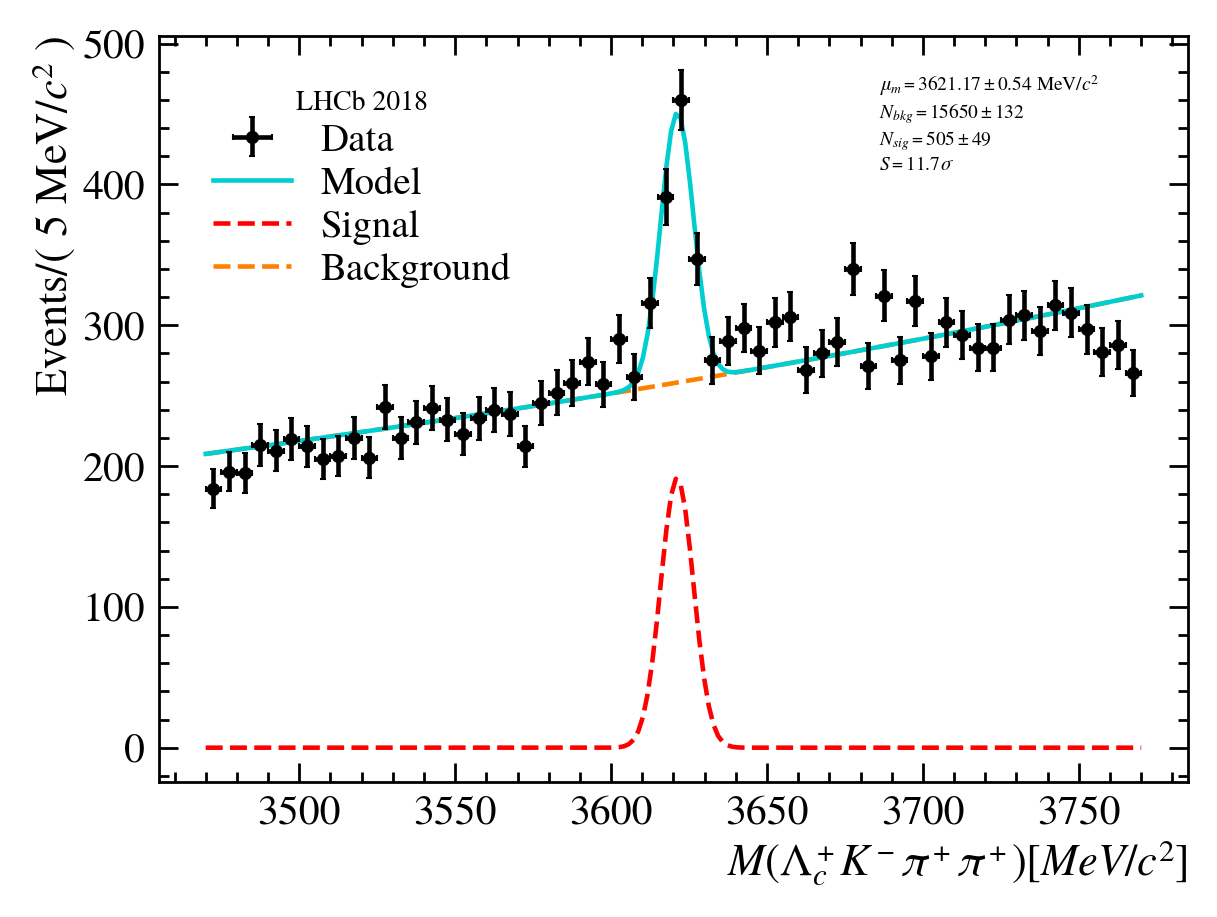 Events/( 5 MeV/c²)
500
400
300
200
100
0
LHCb 2018
Data
Model
Signal
Background
μₘ = 3621.17 ± 0.54 MeV/c²
N_bkg = 15650 ± 132
N_sig = 505 ± 49
S = 11.7σ
3500 3550 3600 3650 3700 3750
M(Λ_c⁺K⁻π⁺π⁺)[MeV/c²]